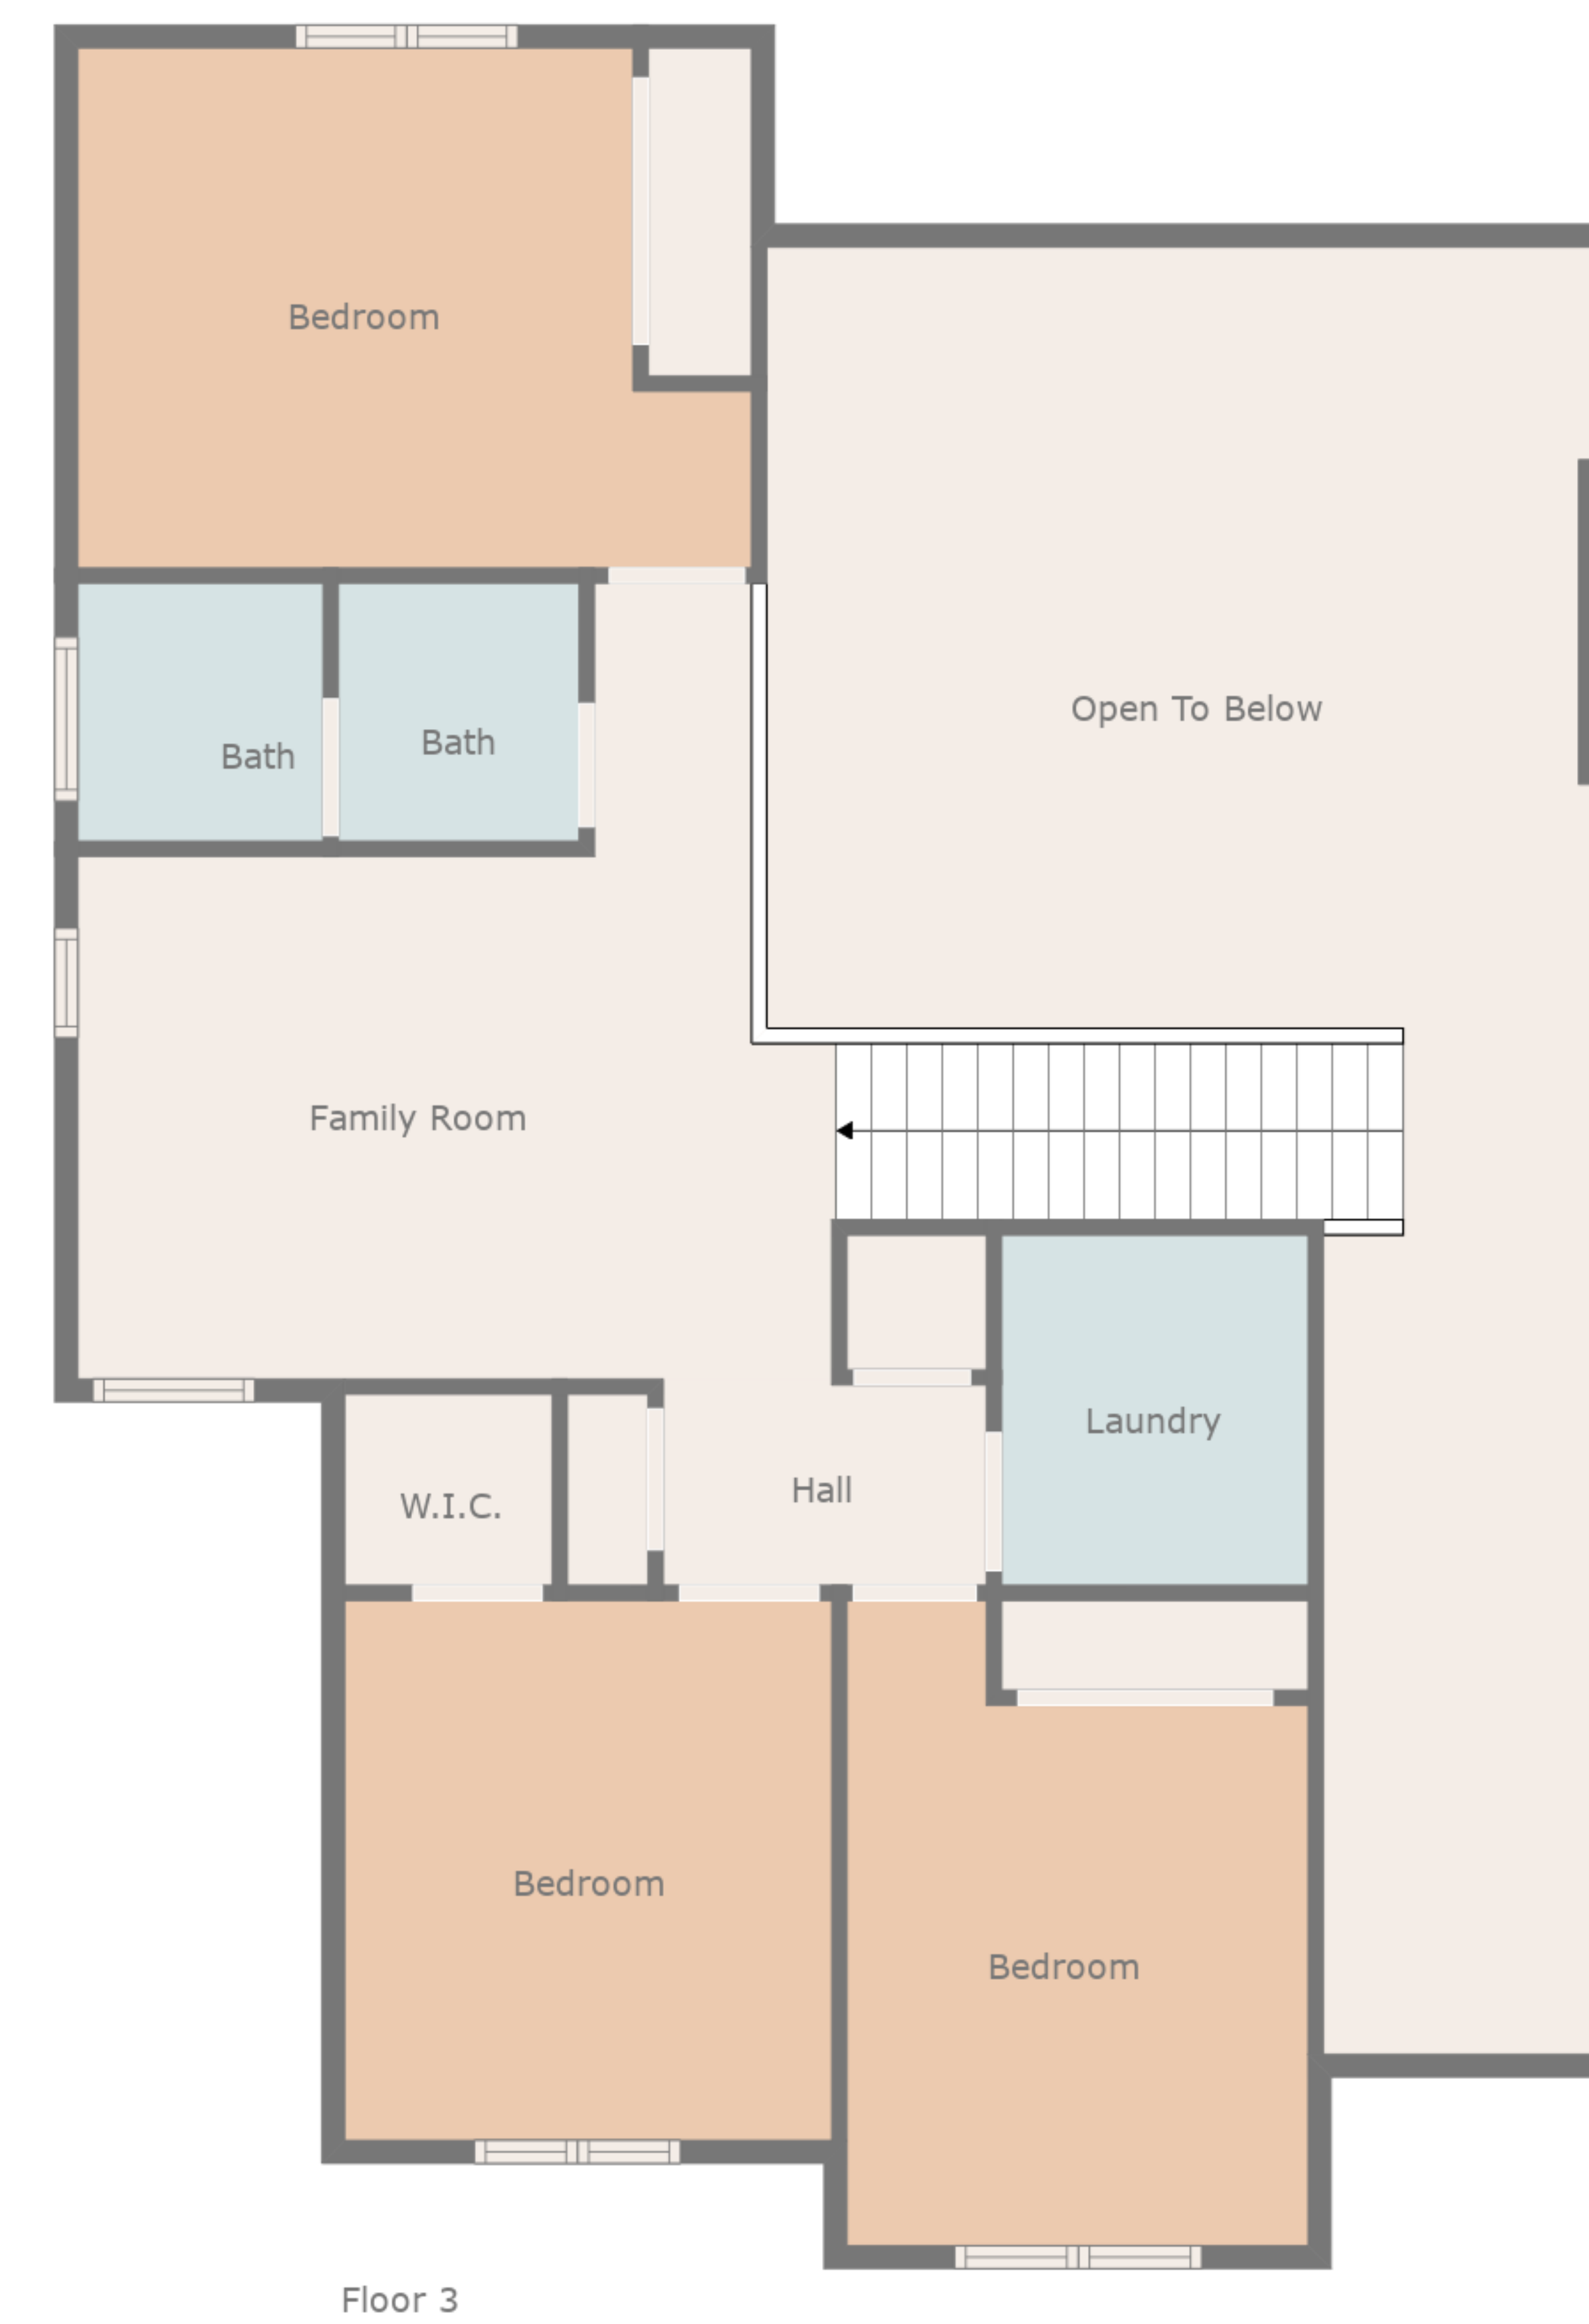 Bedroom
Open To Below
Bath
Bath
Family Room
Laundry
Hall
W.I.C.
Bedroom
Bedroom
Floor 3